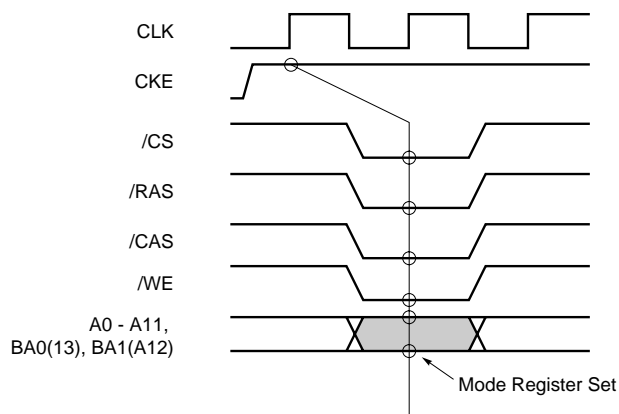 CLK
CKE
/CS
/RAS
/CAS
/WE
A0 - A11,
BA0(13), BA1(A12)
Mode Register Set